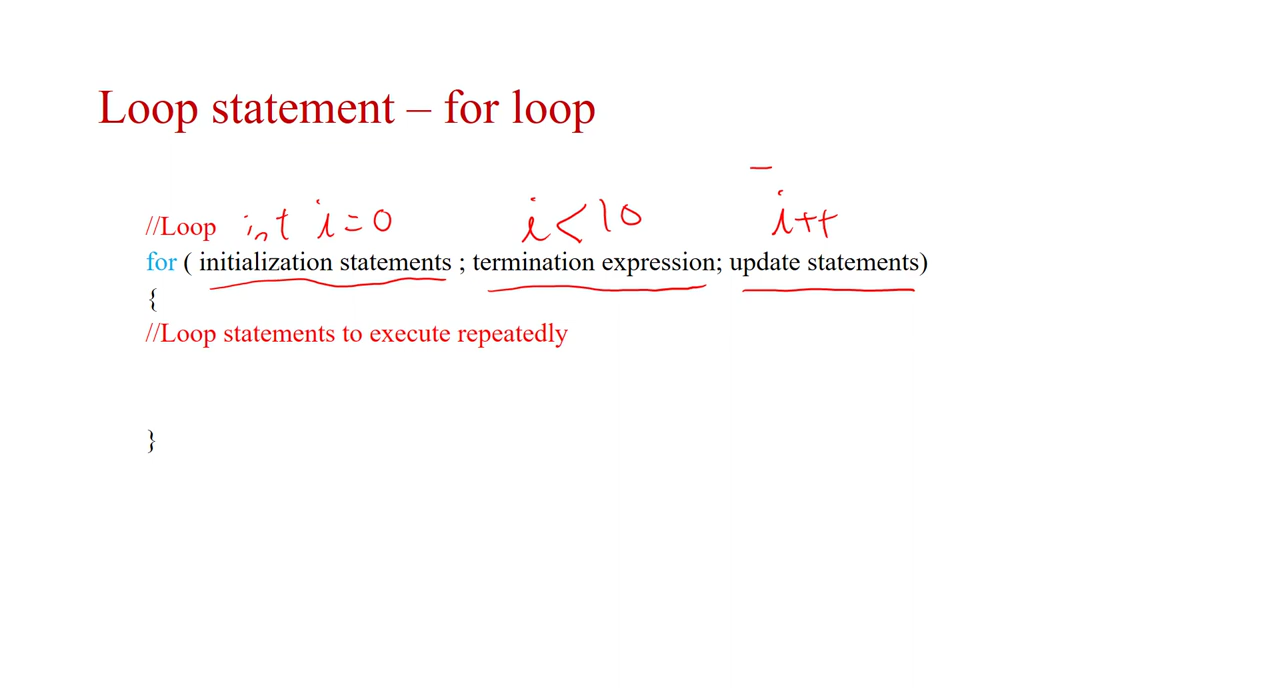 Loop statement – for loop
//Loop int i=0 i<10 i++
for ( initialization statements ; termination expression; update statements)
{
//Loop statements to execute repeatedly
}